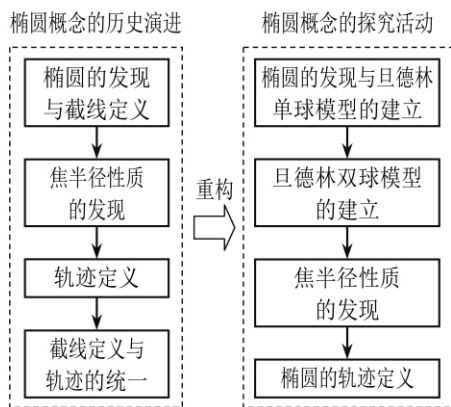 椭圆概念的历史演进
椭圆的发现
与截线定义
焦半径性质
的发现
轨迹定义
截线定义与
轨迹的统一
重构
椭圆概念的探究活动
椭圆的发现与旦德林
单球模型的建立
旦德林双球模型
的建立
焦半径性质
的发现
椭圆的轨迹定义